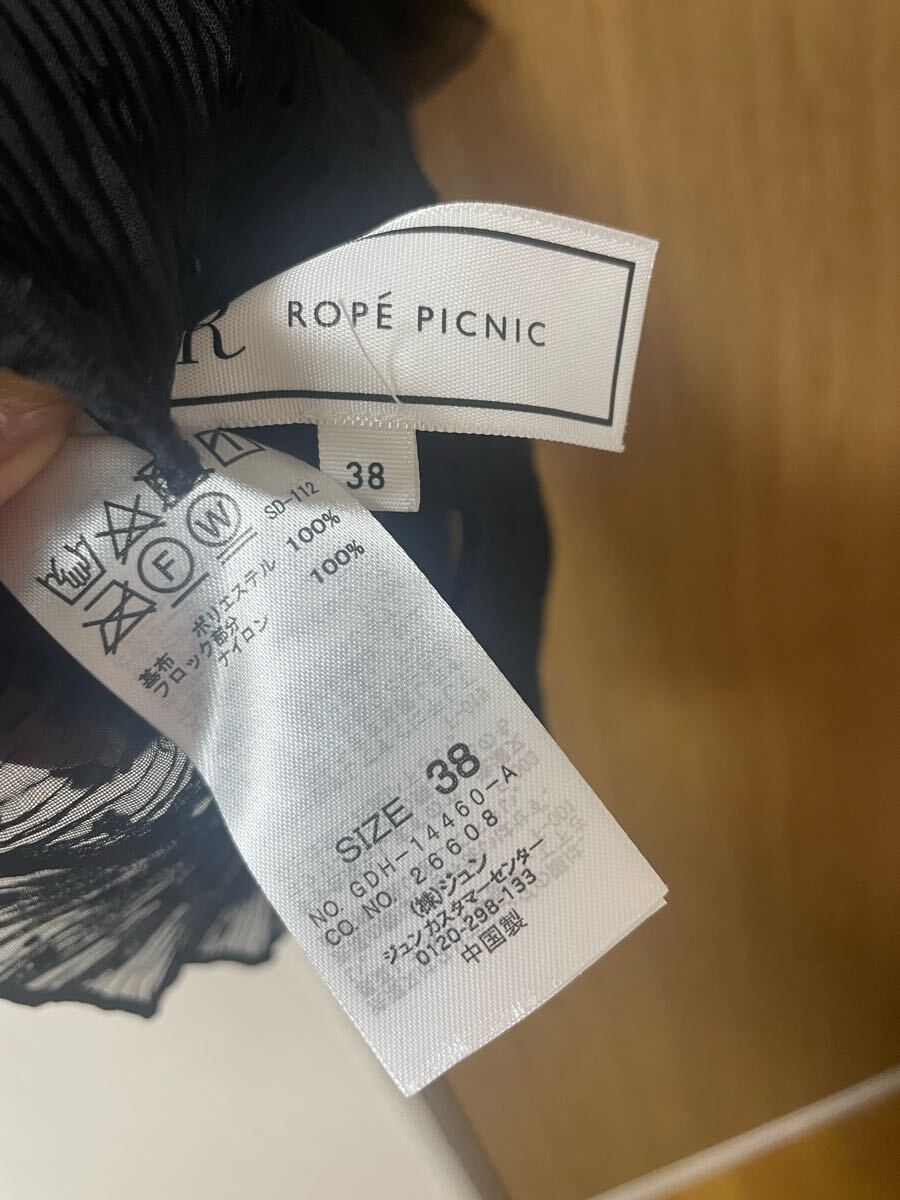 R ROPÉ PICNIC
38
F W
SD-112
基布 ポリエステル 100%
フロック部分
ナイロン 100%
SIZE 38
NO. GDH-14460-A
CO. NO. 26608
(株)ジュン
ジュンカスタマーセンター
0120-298-133
中国製